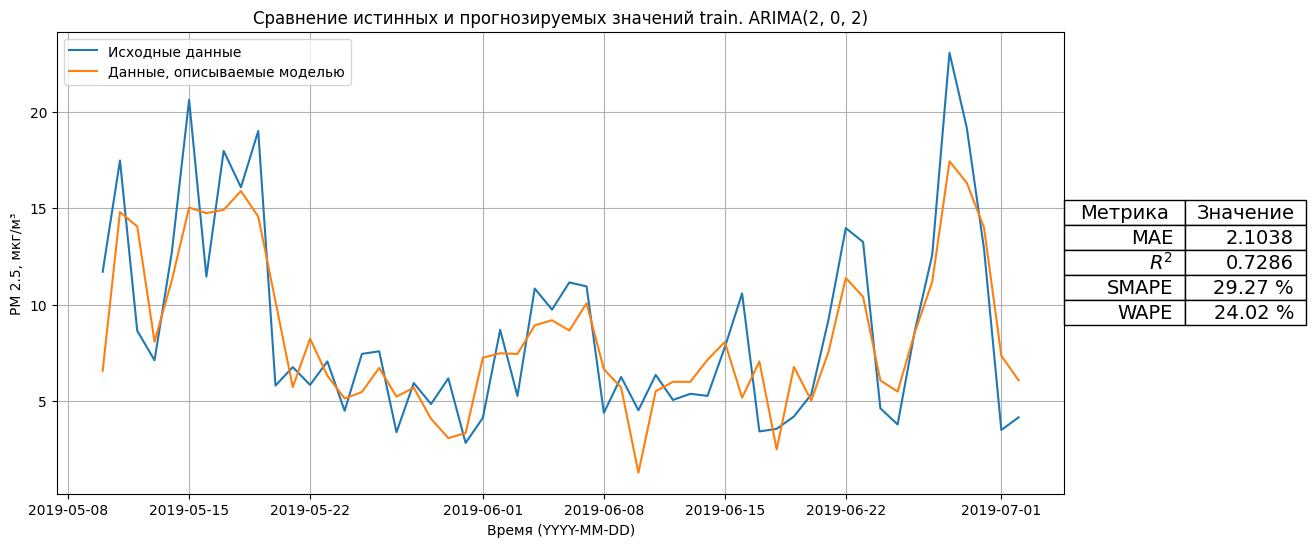 Сравнение истинных и прогнозируемых значений train. ARIMA(2, 0, 2)
Исходные данные
Данные, описываемые моделью
PM 2.5, мкг/м³
20
15
10
5
2019-05-08 2019-05-15 2019-05-22 2019-06-01 2019-06-08 2019-06-15 2019-06-22 2019-07-01
Время (YYYY-MM-DD)
Метрика Значение
MAE 2.1038
R² 0.7286
SMAPE 29.27 %
WAPE 24.02 %